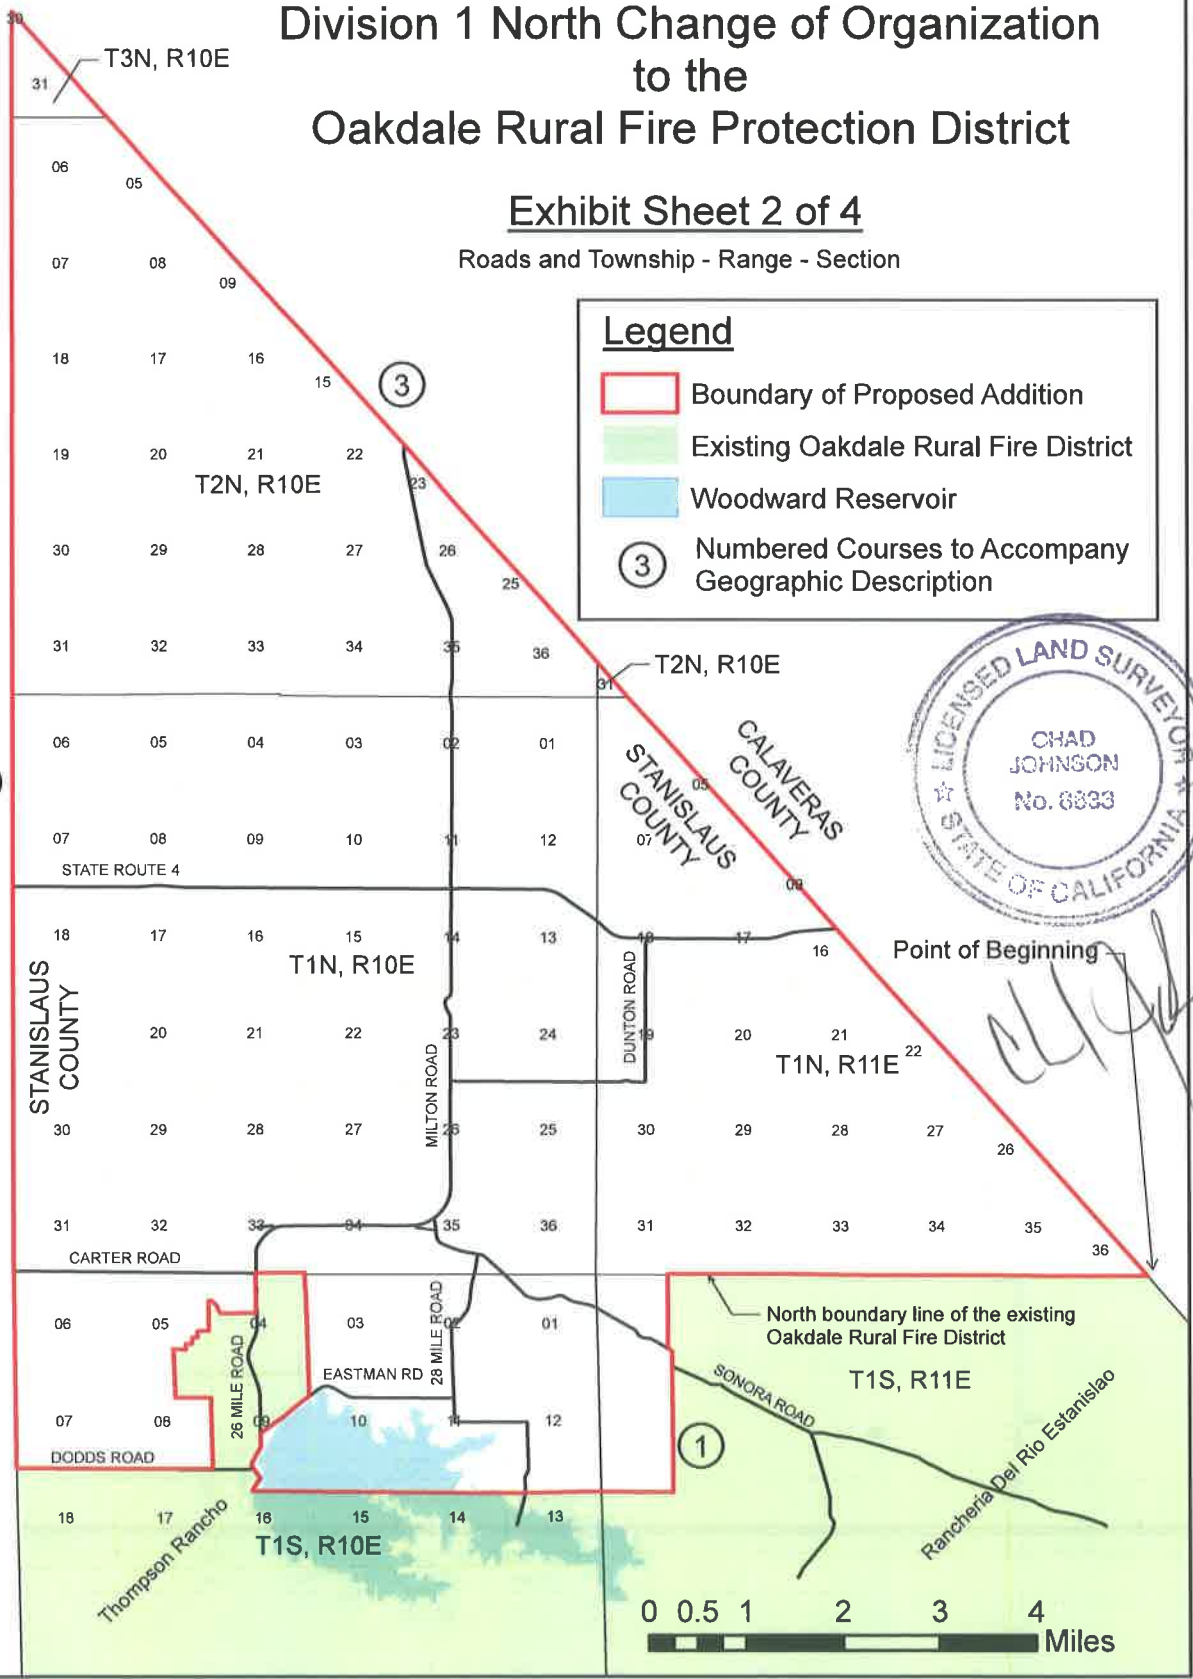 Division 1 North Change of Organization
to the
Oakdale Rural Fire Protection District
Exhibit Sheet 2 of 4
Roads and Township - Range - Section
Legend
Boundary of Proposed Addition
Existing Oakdale Rural Fire District
Woodward Reservoir
3 Numbered Courses to Accompany
Geographic Description
30
T3N, R10E
31
06
05
07 08 09
18 17 16 15
3
19 20 21 22 23
T2N, R10E
30 29 28 27 26 25
31 32 33 34 35 36
31
T2N, R10E
LICENSED LAND SURVEYOR
CHAD
JOHNSON
No. 8833
STATE OF CALIFORNIA
06 05 04 03 02 01
05
CALAVERAS
COUNTY
STANISLAUS
COUNTY
07 08 09 10 11 12 07
09
STATE ROUTE 4
18 17 16 15 14 13 18 17 16
T1N, R10E
Point of Beginning
STANISLAUS
COUNTY
20 21 22 23 24 19 20 21 22
DUNTON ROAD
T1N, R11E
MILTON ROAD
30 29 28 27 26 25 30 29 28 27 26
31 32 33 34 35 36 31 32 33 34 35 36
CARTER ROAD
North boundary line of the existing
Oakdale Rural Fire District
06 05 04 03 02 01
26 MILE ROAD
28 MILE ROAD
EASTMAN RD
T1S, R11E
SONORA ROAD
07 08 09 10 11 12
1
DODDS ROAD
Rancheria Del Rio Estanislao
18 17 16 15 14 13
T1S, R10E
Thompson Rancho
0 0.5 1 2 3 4
Miles